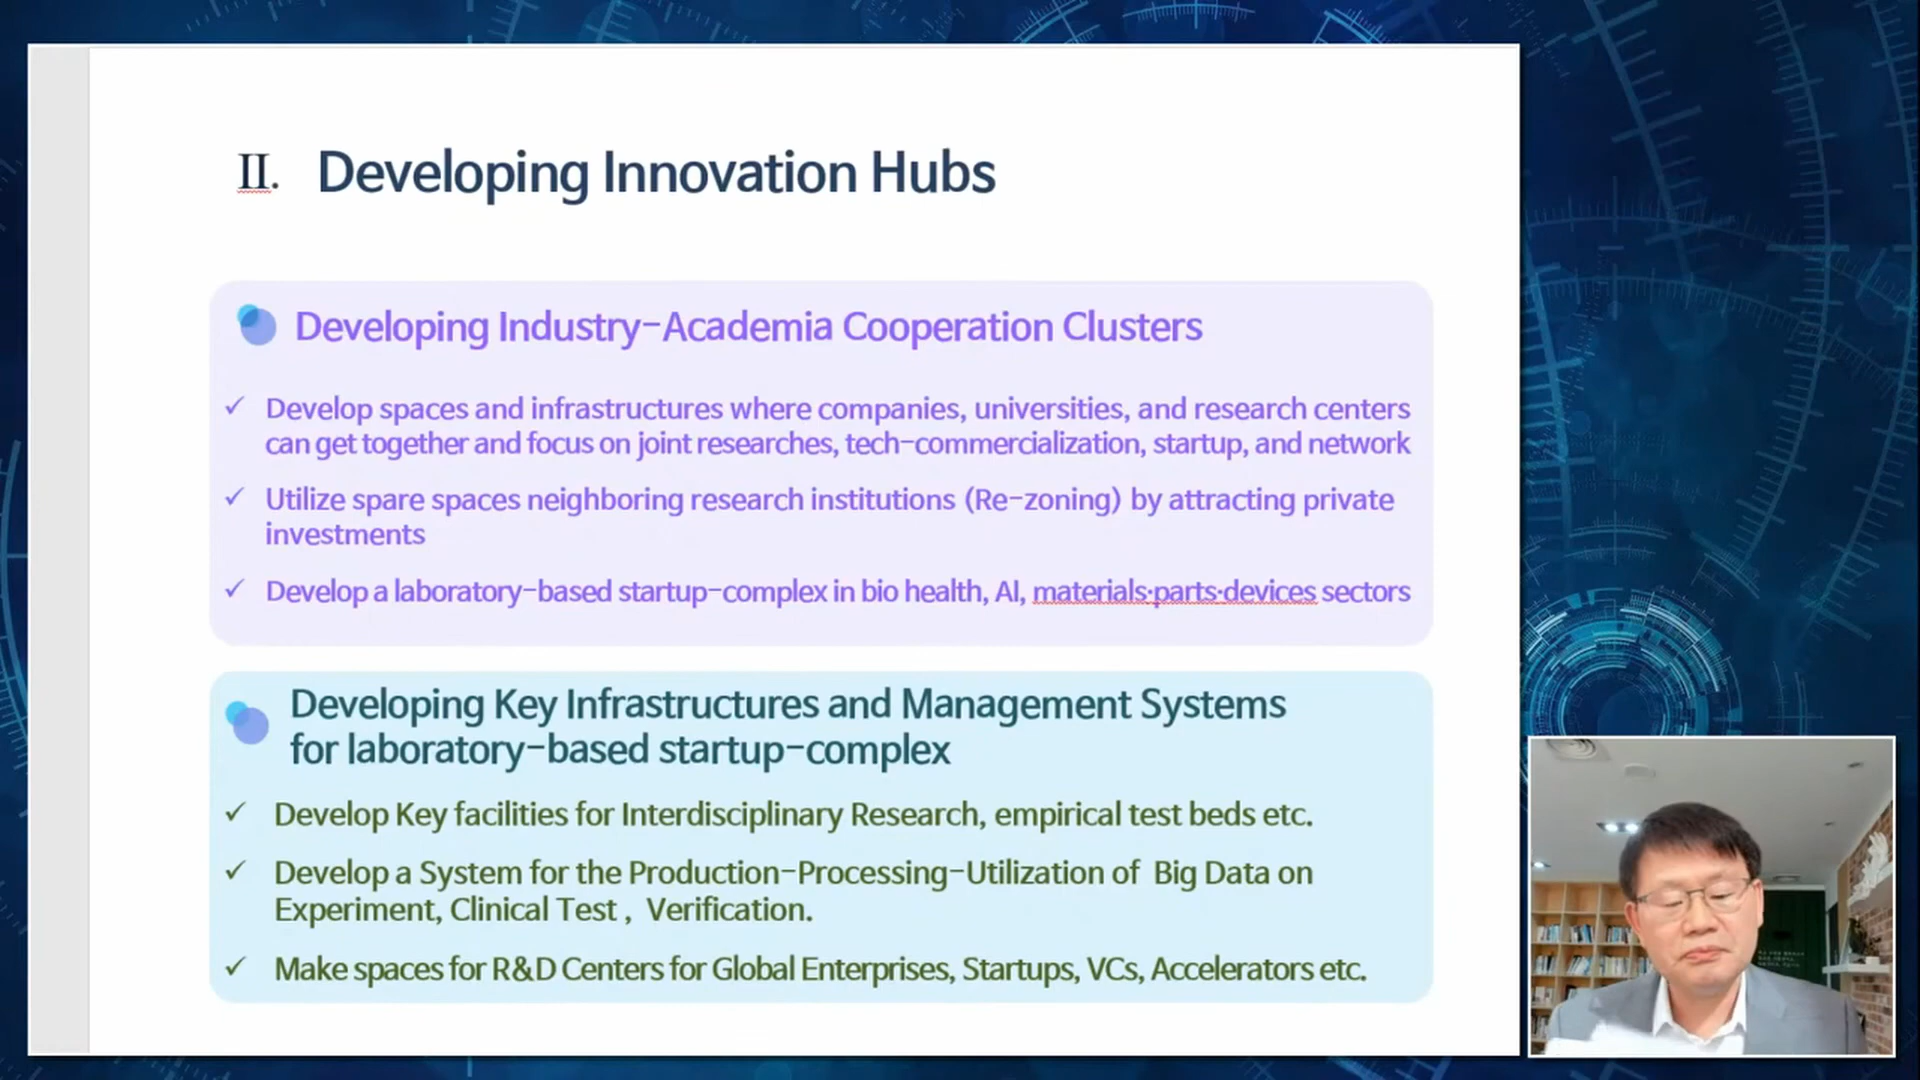 II. Developing Innovation Hubs
Developing Industry-Academia Cooperation Clusters
✓ Develop spaces and infrastructures where companies, universities, and research centers
can get together and focus on joint researches, tech-commercialization, startup, and network
✓ Utilize spare spaces neighboring research institutions (Re-zoning) by attracting private
investments
✓ Develop a laboratory-based startup-complex in bio health, AI, materials·parts·devices sectors
Developing Key Infrastructures and Management Systems
for laboratory-based startup-complex
✓ Develop Key facilities for Interdisciplinary Research, empirical test beds etc.
✓ Develop a System for the Production-Processing-Utilization of Big Data on
Experiment, Clinical Test , Verification.
✓ Make spaces for R&D Centers for Global Enterprises, Startups, VCs, Accelerators etc.